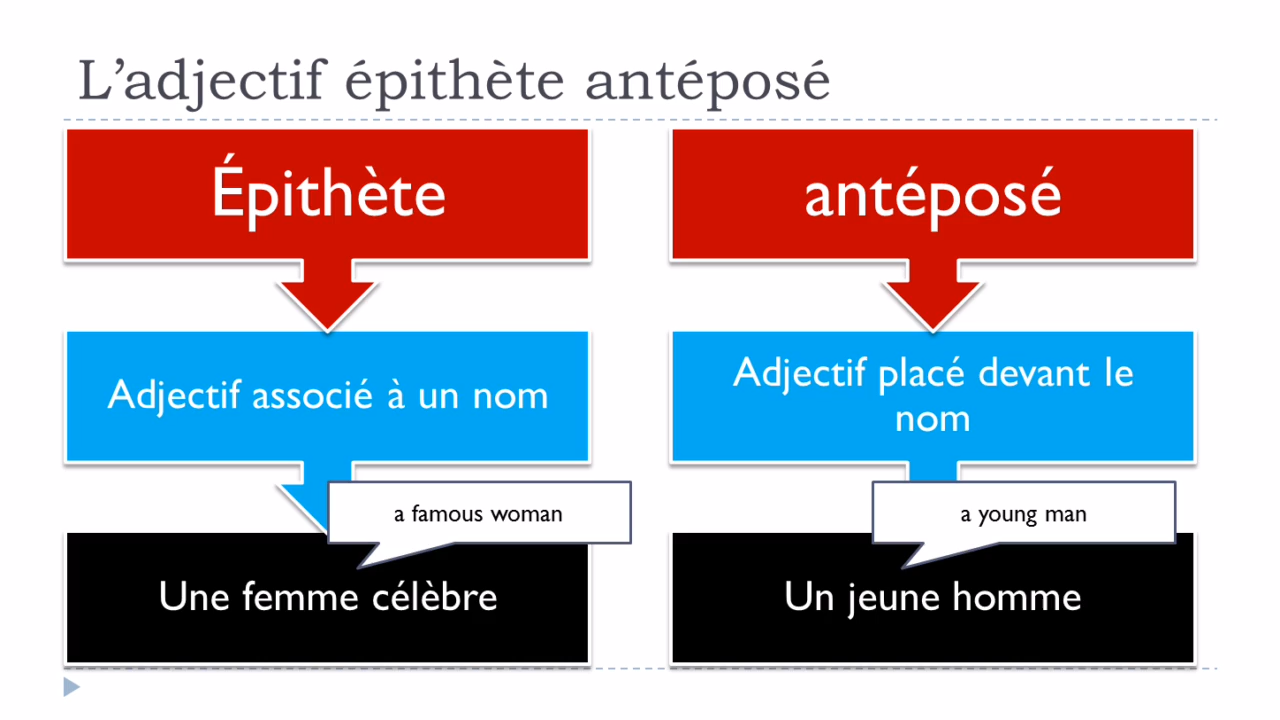 L’adjectif épithète antéposé
Épithète
antéposé
Adjectif associé à un nom
Adjectif placé devant le
nom
a famous woman
a young man
Une femme célèbre
Un jeune homme